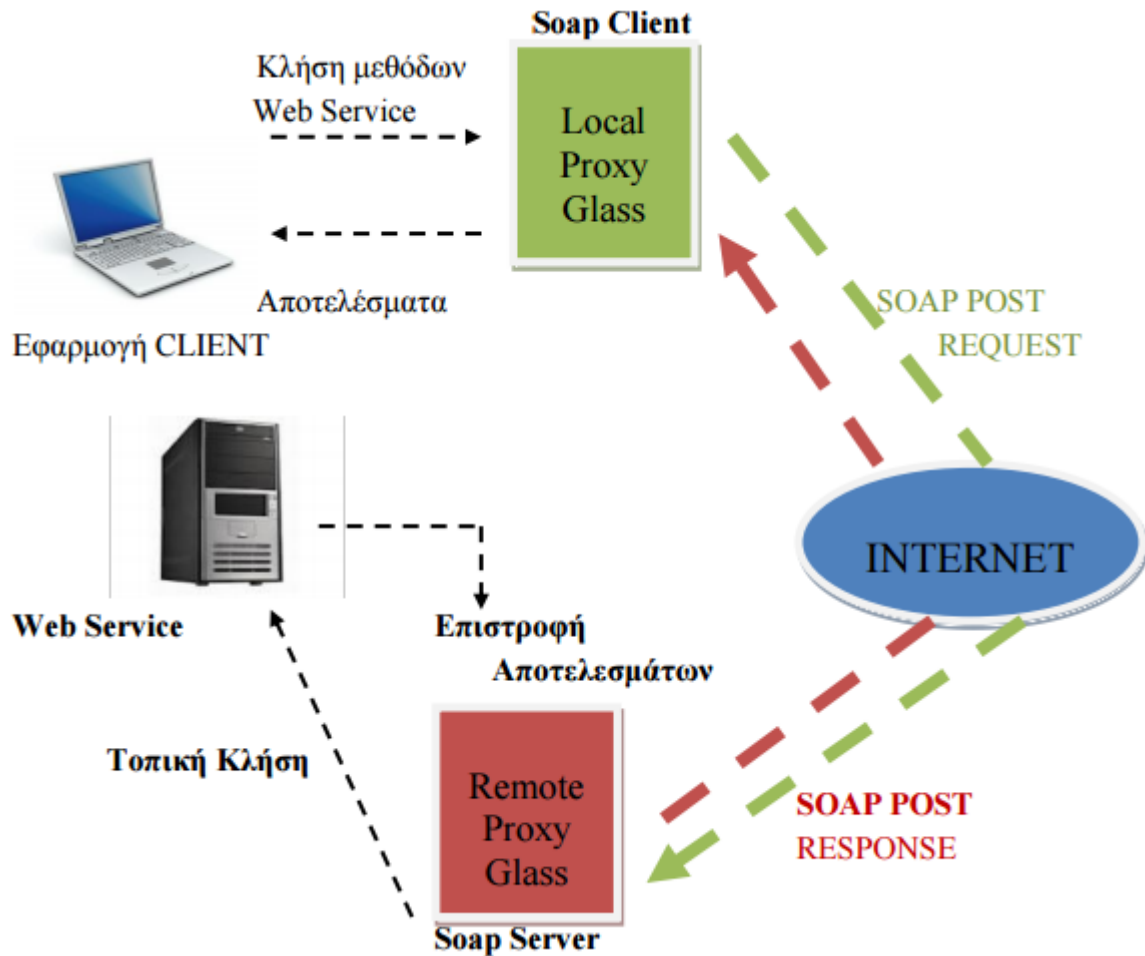 Soap Client
Κλήση μεθόδων
Web Service
Local
Proxy
Glass
Αποτελέσματα
Εφαρμογή CLIENT
SOAP POST
REQUEST
INTERNET
Web Service
Επιστροφή
Αποτελεσμάτων
Τοπική Κλήση
Remote
Proxy
Glass
SOAP POST
RESPONSE
Soap Server